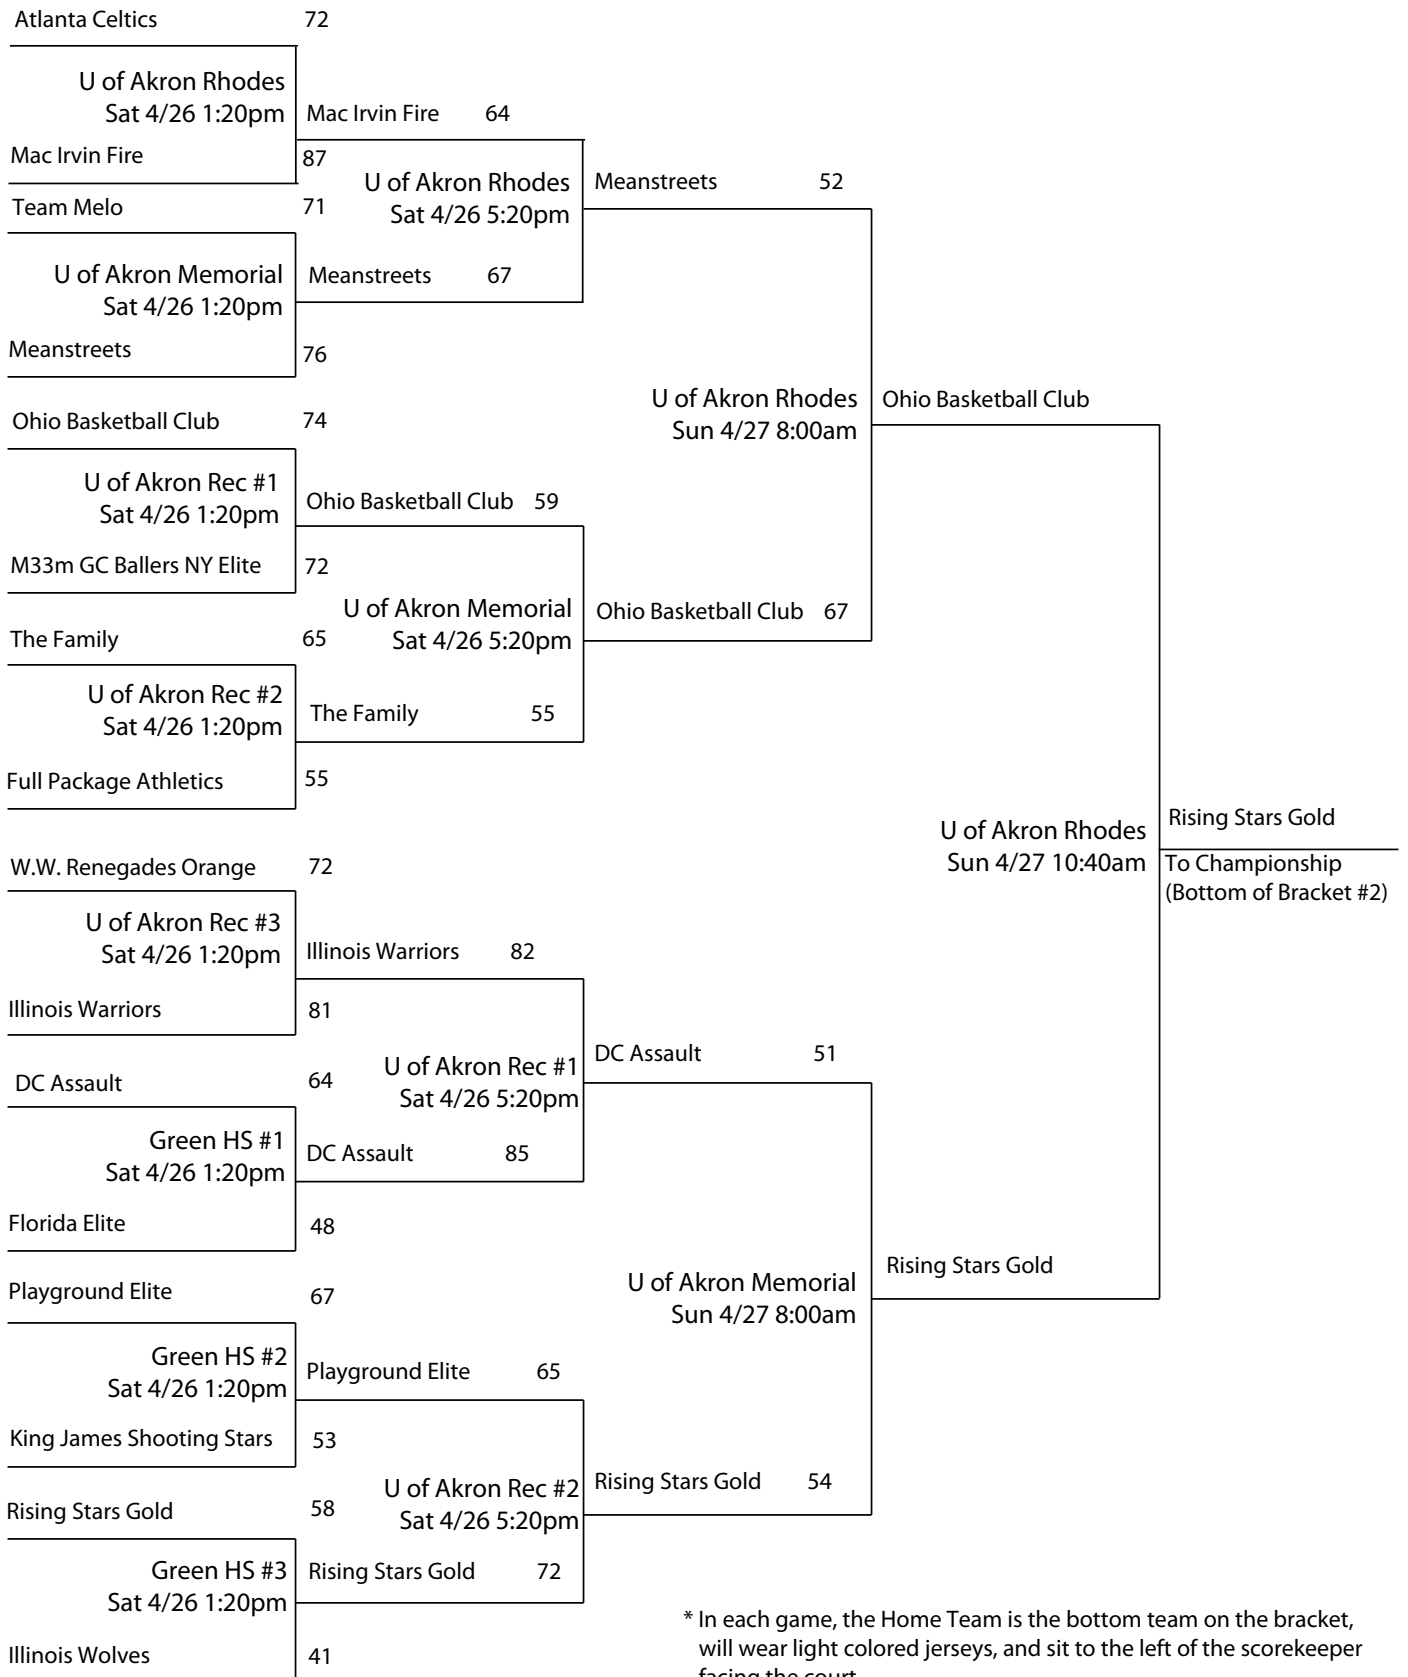 Atlanta Celtics 72
U of Akron Rhodes
Sat 4/26 1:20pm
Mac Irvin Fire 64
Mac Irvin Fire 87
U of Akron Rhodes
Sat 4/26 5:20pm
Meanstreets 52
Team Melo 71
U of Akron Memorial
Sat 4/26 1:20pm
Meanstreets 67
Meanstreets 76
U of Akron Rhodes
Sun 4/27 8:00am
Ohio Basketball Club
Ohio Basketball Club 74
U of Akron Rec #1
Sat 4/26 1:20pm
Ohio Basketball Club 59
M33m GC Ballers NY Elite 72
U of Akron Memorial
Sat 4/26 5:20pm
Ohio Basketball Club 67
The Family 65
U of Akron Rec #2
Sat 4/26 1:20pm
The Family 55
Full Package Athletics 55
U of Akron Rhodes
Sun 4/27 10:40am
Rising Stars Gold
To Championship
(Bottom of Bracket #2)
W.W. Renegades Orange 72
U of Akron Rec #3
Sat 4/26 1:20pm
Illinois Warriors 82
Illinois Warriors 81
U of Akron Rec #1
Sat 4/26 5:20pm
DC Assault 51
DC Assault 64
Green HS #1
Sat 4/26 1:20pm
DC Assault 85
Florida Elite 48
U of Akron Memorial
Sun 4/27 8:00am
Rising Stars Gold
Playground Elite 67
Green HS #2
Sat 4/26 1:20pm
Playground Elite 65
King James Shooting Stars 53
U of Akron Rec #2
Sat 4/26 5:20pm
Rising Stars Gold 54
Rising Stars Gold 58
Green HS #3
Sat 4/26 1:20pm
Rising Stars Gold 72
Illinois Wolves 41
* In each game, the Home Team is the bottom team on the bracket,
will wear light colored jerseys, and sit to the left of the scorekeeper
facing the court